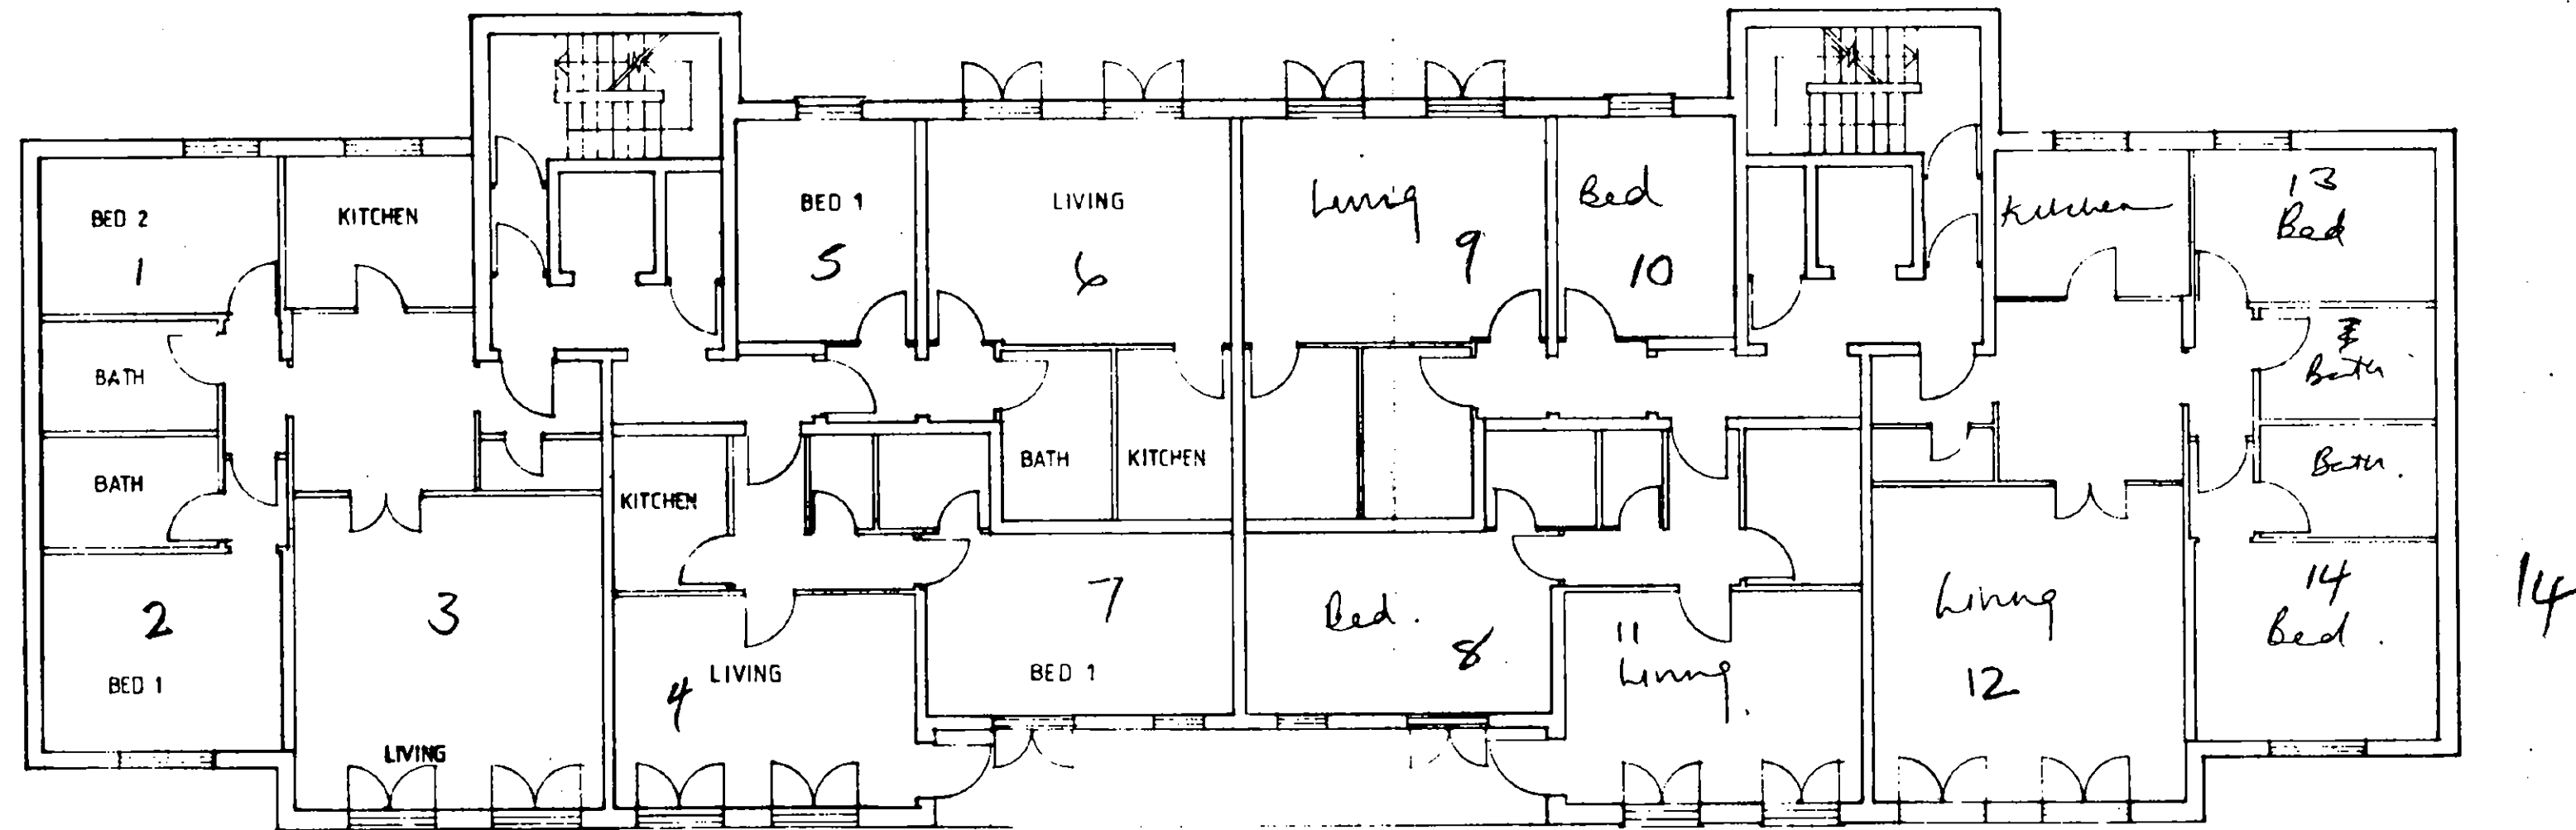 BED 2
1
KITCHEN
BATH
BATH
2
BED 1
3
LIVING
BED 1
5
LIVING
6
BATH
KITCHEN
KITCHEN
4
LIVING
7
BED 1
Living
9
Bed
10
Bed.
8
11
Living.
Kitchen
13
Bed
Bath
Bath.
Living
12
14
Bed.
14